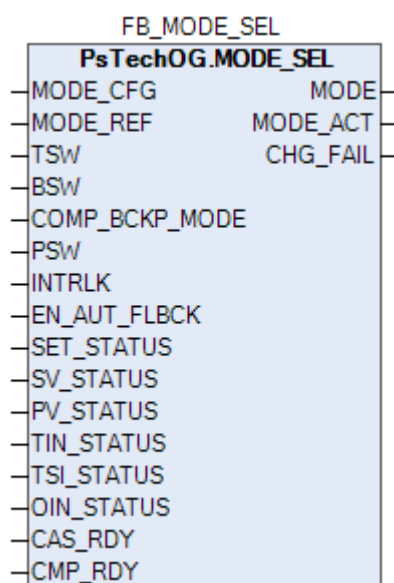 FB_MODE_SEL
PsTechOG.MODE_SEL
MODE_CFG MODE
MODE_REF MODE_ACT
TSW CHG_FAIL
BSW
COMP_BCKP_MODE
PSW
INTRLK
EN_AUT_FLBCK
SET_STATUS
SV_STATUS
PV_STATUS
TIN_STATUS
TSI_STATUS
OIN_STATUS
CAS_RDY
CMP_RDY